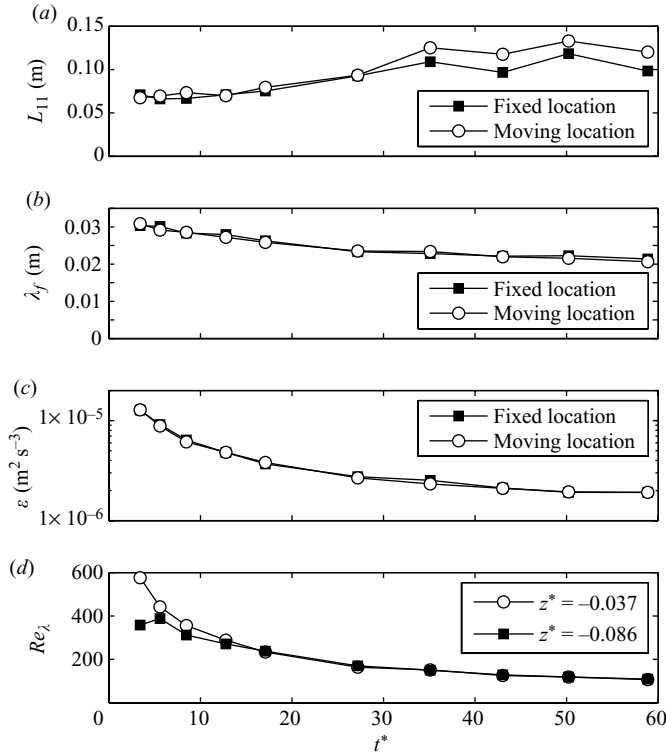 (a)
0.15
0.10
0.05
0
L11 (m)
Fixed location
Moving location
(b)
0.03
0.02
0.01
0
λf (m)
Fixed location
Moving location
(c)
1× 10–5
1× 10–6
ε (m2 s–3)
Fixed location
Moving location
(d)
600
400
200
Reλ
z* = –0.037
z* = –0.086
0 10 20 30 40 50 60
t*